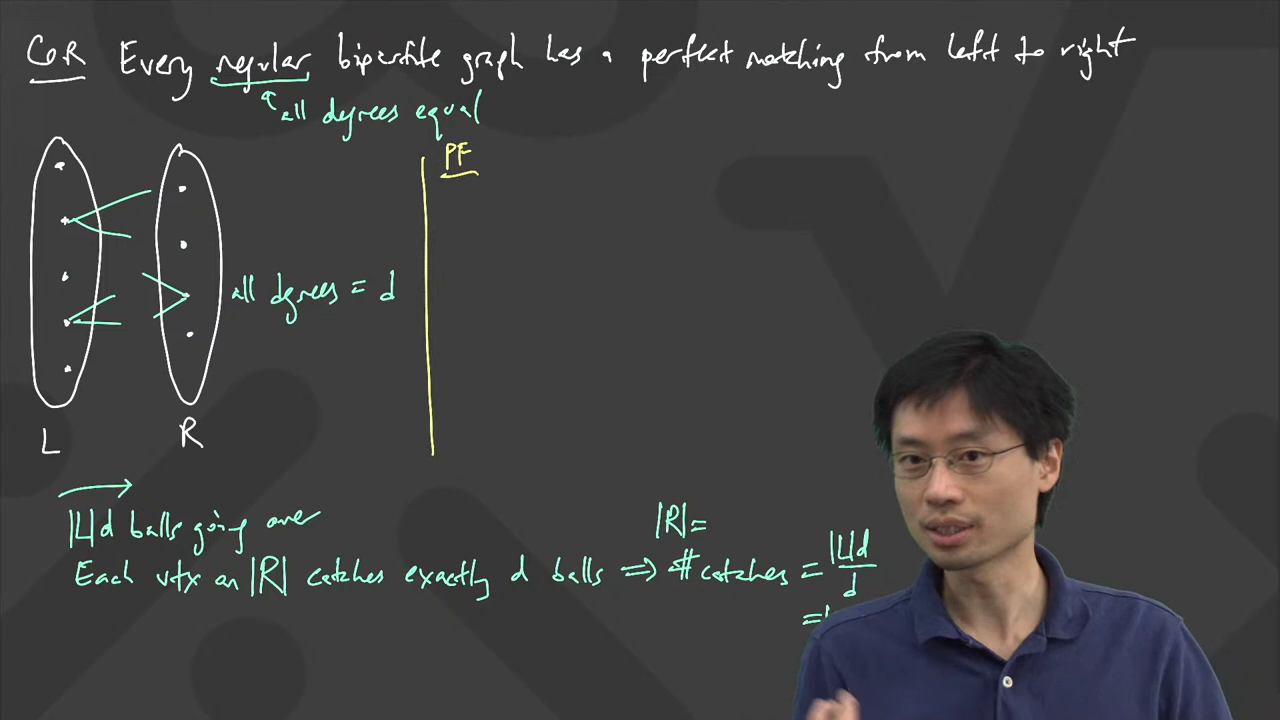 COR Every regular bipartite graph has a perfect matching from left to right
all degrees equal
PF
all degrees = d
L
R
|L|d balls going over
|R|=
Each vtx on |R| catches exactly d balls ⇒ # catches = |L|d / d
=